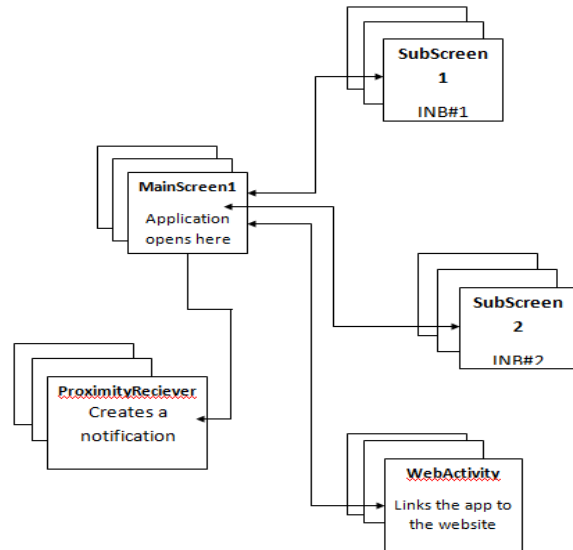 SubScreen
1
INB#1
MainScreen1
Application
opens here
SubScreen
2
INB#2
ProximityReciever
Creates a
notification
WebActivity
Links the app to
the website